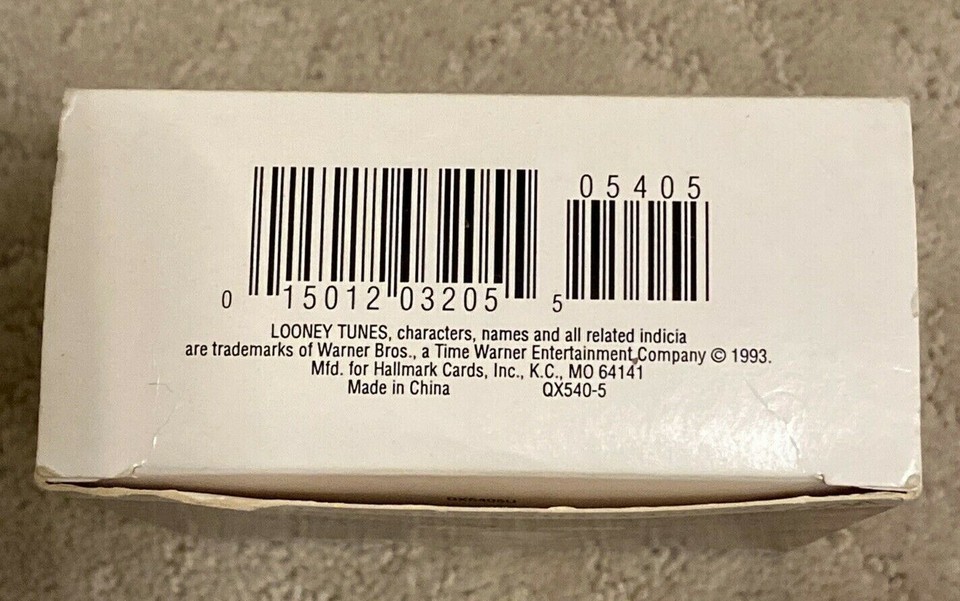 05405
0 15012 03205 5
LOONEY TUNES, characters, names and all related indicia
are trademarks of Warner Bros., a Time Warner Entertainment Company © 1993.
Mfd. for Hallmark Cards, Inc., K.C., MO 64141
Made in China QX540-5